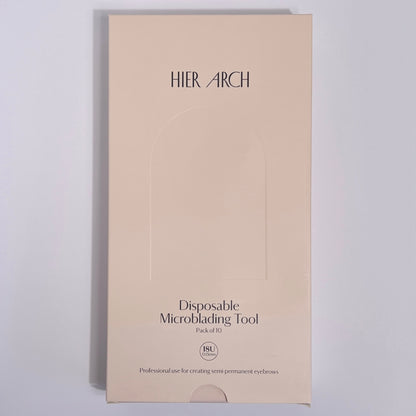 HIER ARCH
Disposable
Microblading Tool
Pack of 10
18U
Professional use for creating semi-permanent eyebrows